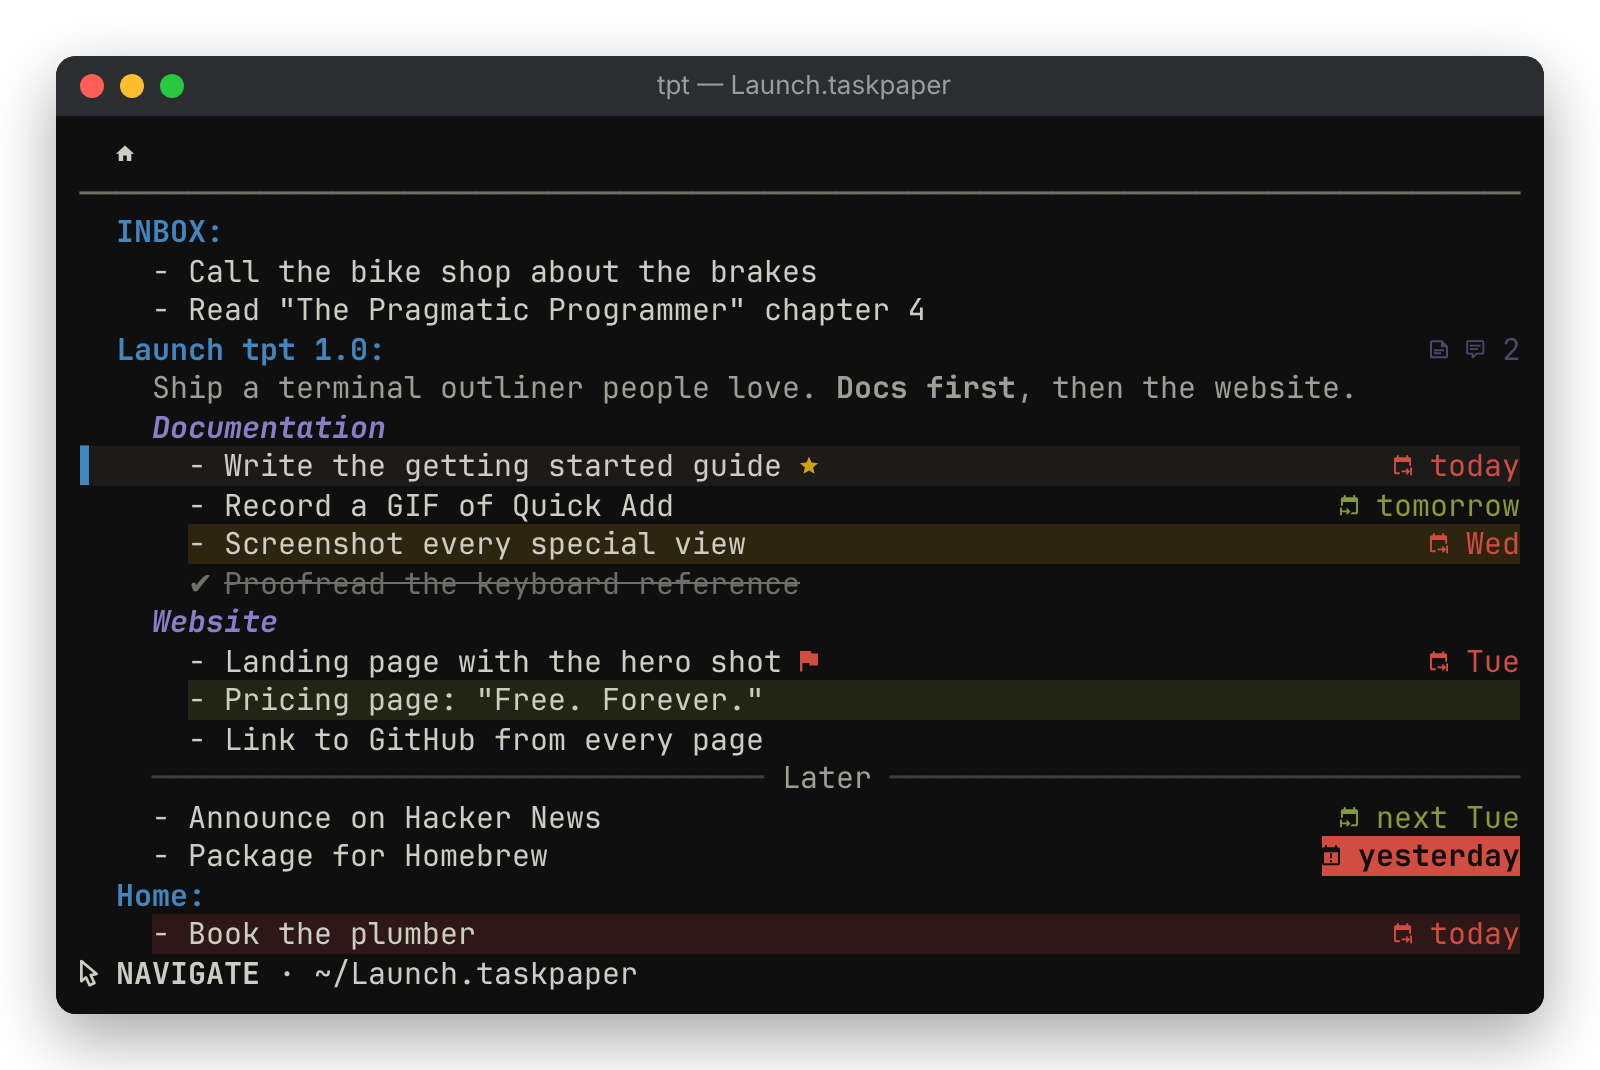 tpt — Launch.taskpaper
INBOX:
- Call the bike shop about the brakes
- Read "The Pragmatic Programmer" chapter 4
Launch tpt 1.0: 2
Ship a terminal outliner people love. Docs first, then the website.
Documentation
- Write the getting started guide ★ today
- Record a GIF of Quick Add tomorrow
- Screenshot every special view Wed
✔ Proofread the keyboard reference
Website
- Landing page with the hero shot Tue
- Pricing page: "Free. Forever."
- Link to GitHub from every page
Later
- Announce on Hacker News next Tue
- Package for Homebrew yesterday
Home:
- Book the plumber today
NAVIGATE · ~/Launch.taskpaper